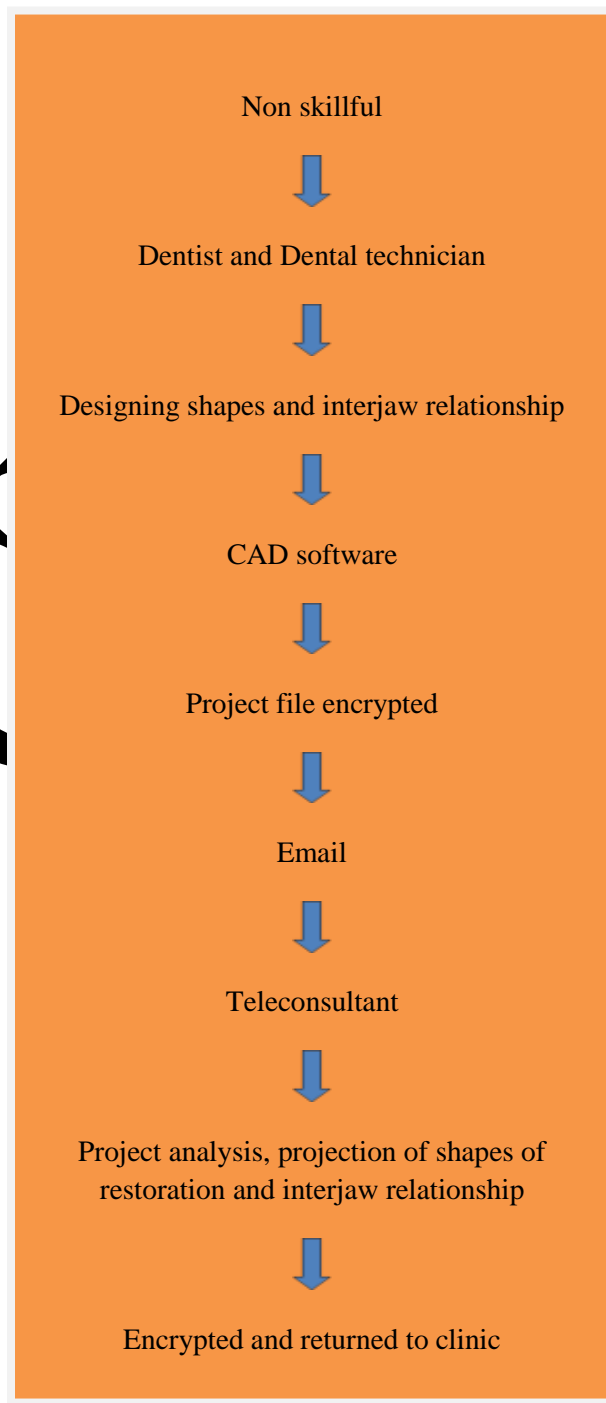 Non skillful
Dentist and Dental technician
Designing shapes and interjaw relationship
CAD software
Project file encrypted
Email
Teleconsultant
Project analysis, projection of shapes of
restoration and interjaw relationship
Encrypted and returned to clinic